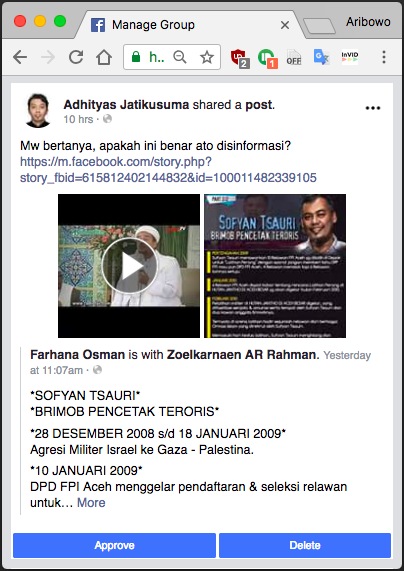 Manage Group
Aribowo
h...
2
1
InVID
Adhityas Jatikusuma shared a post.
10 hrs ·
Mw bertanya, apakah ini benar ato disinformasi?
https://m.facebook.com/story.php?
story_fbid=615812402144832&id=100011482339105
SOFYAN TSAURI
BRIMOB PENCETAK TERORIS
Farhana Osman is with Zoelkarnaen AR Rahman. Yesterday
at 11:07am ·
*SOFYAN TSAURI*
*BRIMOB PENCETAK TERORIS*
*28 DESEMBER 2008 s/d 18 JANUARI 2009*
Agresi Militer Israel ke Gaza - Palestina.
*10 JANUARI 2009*
DPD FPI Aceh menggelar pendaftaran & seleksi relawan
untuk... More
Approve
Delete